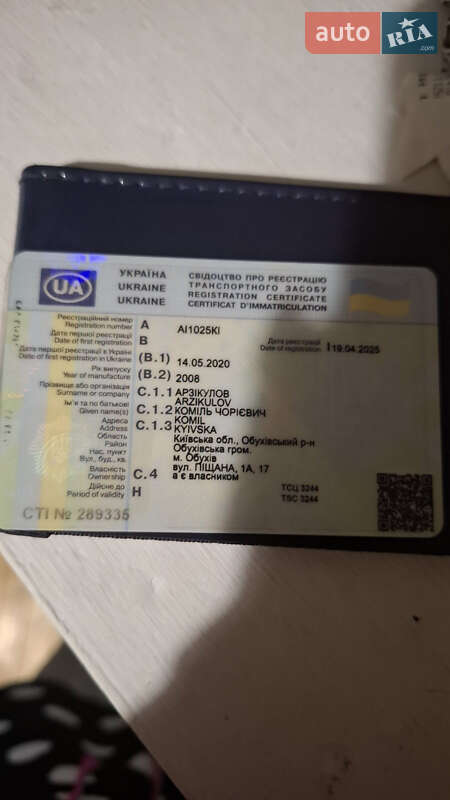 auto RIA .com
УКРАЇНА СВІДОЦТВО ПРО РЕЄСТРАЦІЮ
UKRAINE ТРАНСПОРТНОГО ЗАСОБУ
UA
UKRAINE REGISTRATION CERTIFICATE
CERTIFICAT D'IMMATRICULATION
Реєстраційний номер
Registration number A AI1025KI
Дата першої реєстрації
Date of first registration B
Дата реєстрації
Date of registration I 19.04.2025
Дата першої реєстрації в Україні
Date of first registration in Ukraine (B.1) 14.05.2020
Рік випуску
Year of manufacture (B.2) 2008
Прізвище або організація
Surname or company C.1.1 АРЗІКУЛОВ
ARZIKULOV
Ім'я та по батькові
Given name(s) C.1.2 КОМІЛЬ ЧОРІЄВИЧ
KOMIL
Адреса
Address C.1.3 KYIVSKA
Область Київська обл., Обухівський р-н
Район Обухівська гром.
Нас. пункт м. Обухів
Вул., буд., кв. вул. ПІЩАНА, 1А, 17
Власність
Ownership C.4 а є власником
Дійсне до
Period of validity H
ТСЦ 3244
TSC 3244
СТІ № 289335